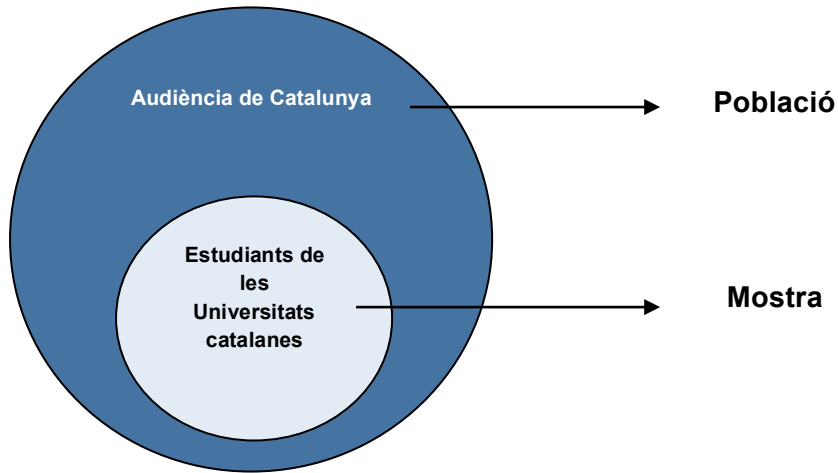 Audiència de Catalunya
Població
Estudiants de
les
Universitats
catalanes
Mostra